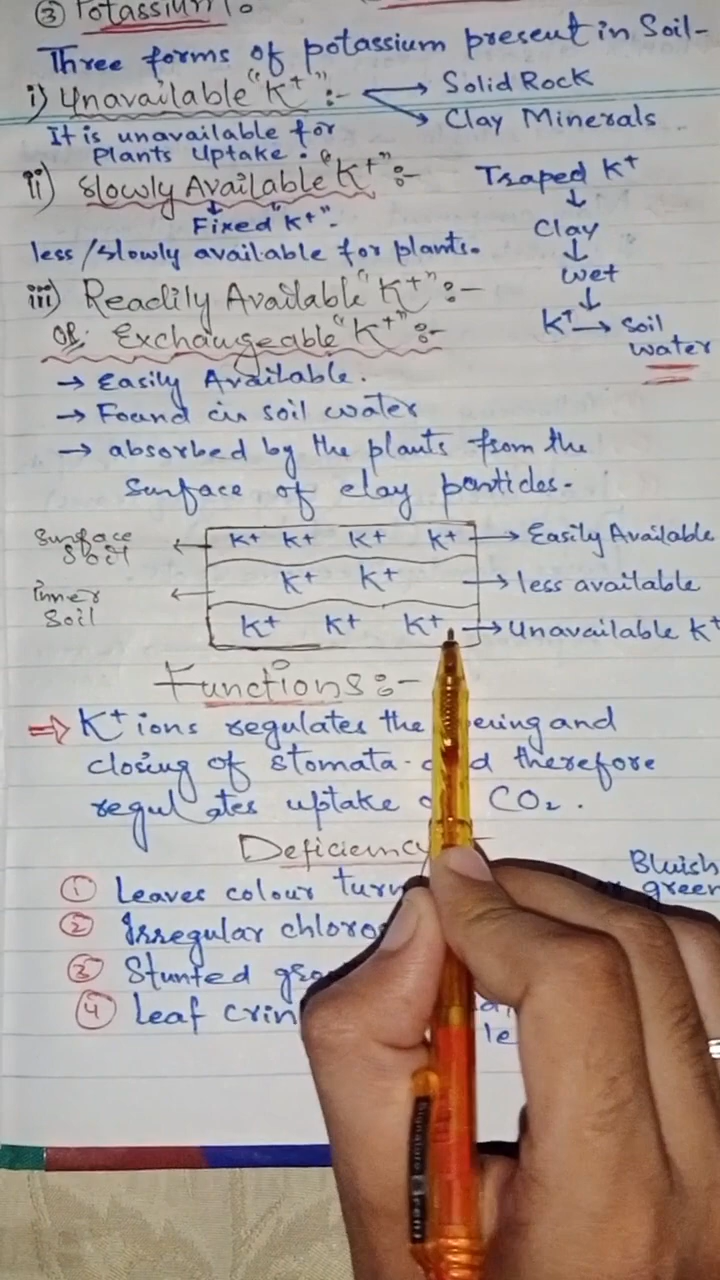 ③ Potassium:
Three forms of potassium present in Soil-
i) Unavailable "K+" :- → Solid Rock
→ Clay Minerals
It is unavailable for
Plants Uptake.
ii) Slowly Available "K+" :-
Fixed "K+"-
less/slowly available for plants.
Traped K+
↓
Clay
↓
Wet
↓
K+ → Soil
water
iii) Readily Available "K+" :-
OR: Exchangeable "K+" :-
→ Easily Available.
→ Found in soil water
→ absorbed by the plants from the
Surface of clay particles.
Surface
Soil
K+ K+ K+ K+ → Easily Available
K+ K+ → less available
Inner
Soil
K+ K+ K+ → Unavailable K+
Functions:-
⇒ K+ ions regulates the and
closing of stomata. therefore
regulates uptake CO2.
① Leaves colour
Bluish
green
② Irregular
③ Stunted
④ Leaf
Signature